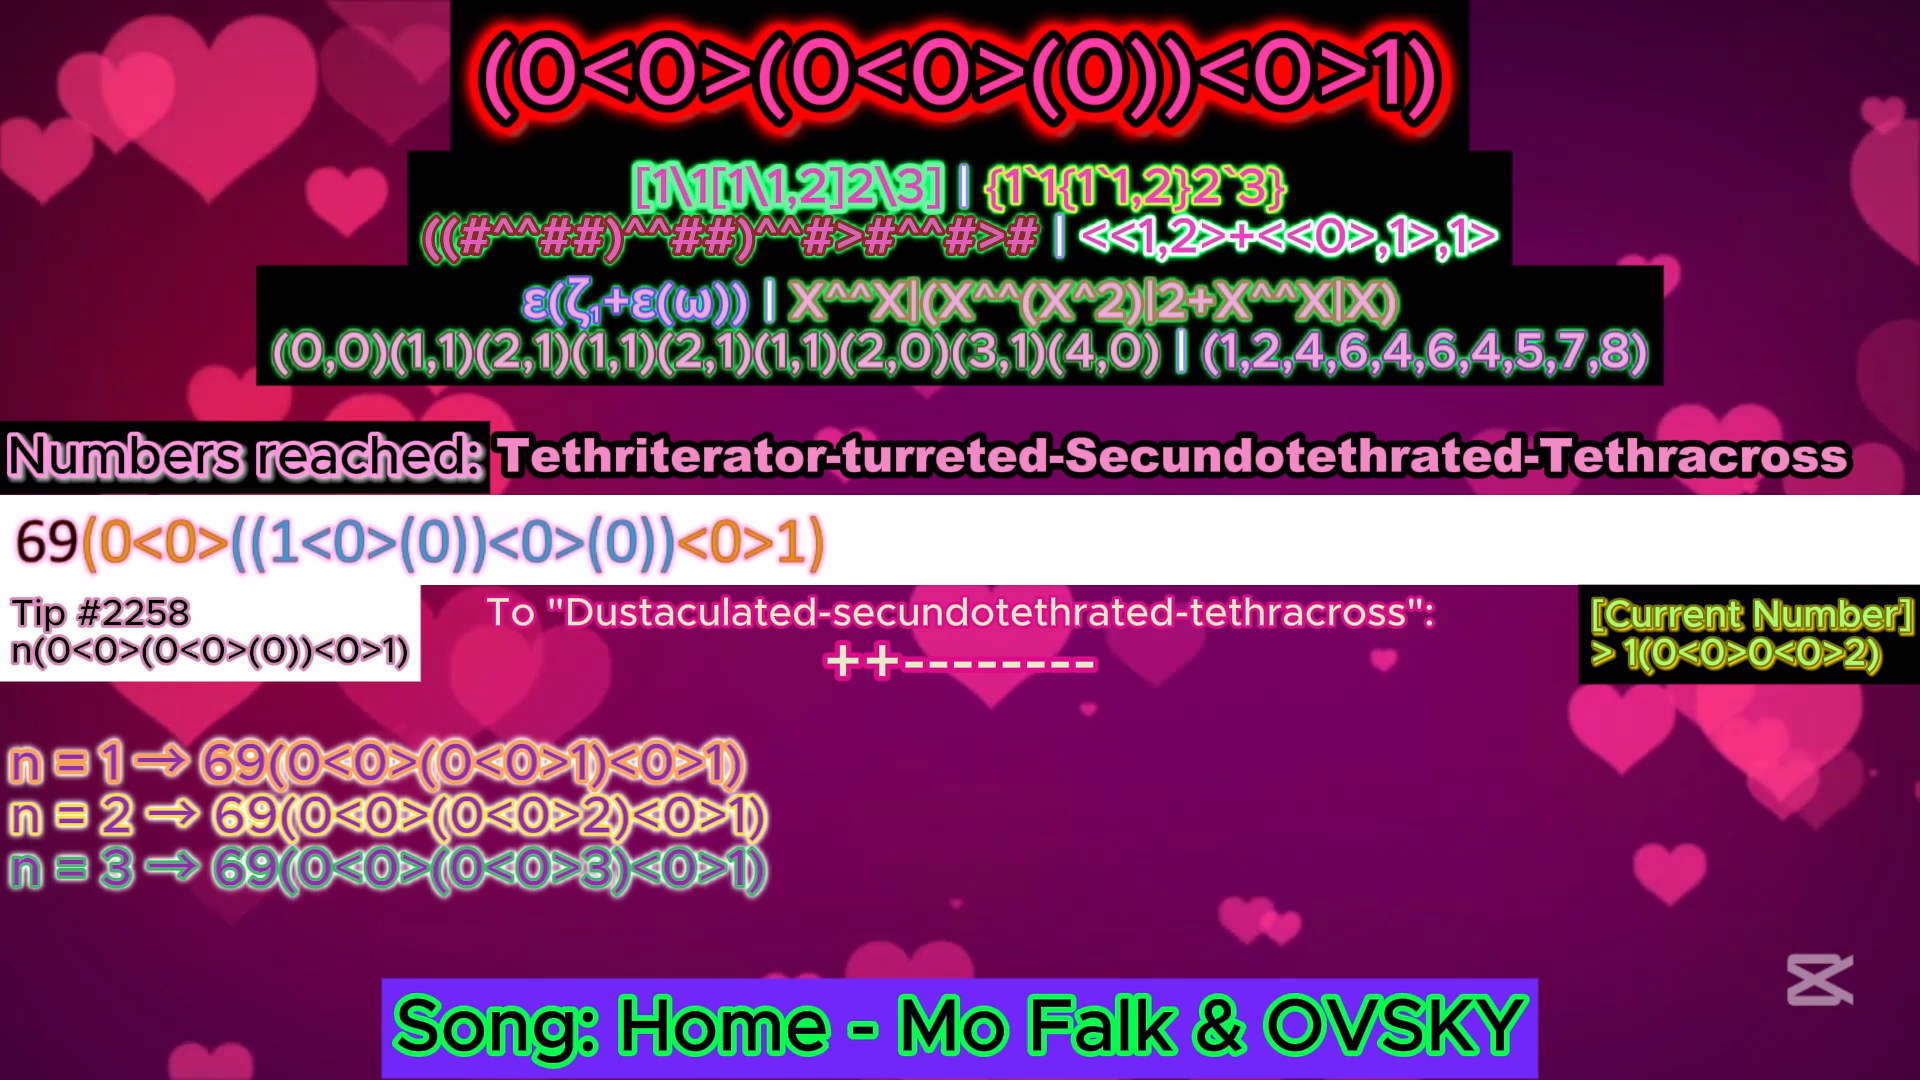 (0<0>(0<0>(0))<0>1)
[1\1[1\1,2]2\3] | {1`1{1`1,2}2`3}
((#^^##)^^##)^^#>#^^#># | <<1,2>+<<0>,1>,1>
ε(ζ₁+ε(ω)) | X^^X|(X^^(X^2)|2+X^^X|X)
(0,0)(1,1)(2,1)(1,1)(2,1)(1,1)(2,0)(3,1)(4,0) | (1,2,4,6,4,6,4,5,7,8)
Numbers reached: Tethriterator-turreted-Secundotethrated-Tethracross
69(0<0>((1<0>(0))<0>(0))<0>1)
Tip #2258
n(0<0>(0<0>(0))<0>1)
To "Dustaculated-secundotethrated-tethracross":
++--------
[Current Number]
> 1(0<0>0<0>2)
n = 1 → 69(0<0>(0<0>1)<0>1)
n = 2 → 69(0<0>(0<0>2)<0>1)
n = 3 → 69(0<0>(0<0>3)<0>1)
Song: Home - Mo Falk & OVSKY